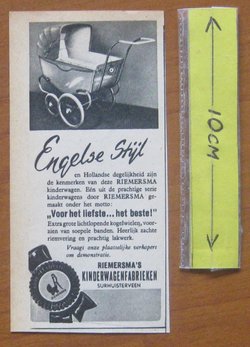 Engelse Stijl
en Hollandse degelijkheid zijn
de kenmerken van deze RIEMERSMA
kinderwagen. Eén uit de prachtige serie
kinderwagens door RIEMERSMA ge-
maakt onder het motto:
„Voor het liefste... het beste!"
Extra grote lichtlopende kogelwielen, voor-
zien van soepele banden. Heerlijk zachte
riemvering en prachtig lakwerk.
Vraagt onze plaatselijke verkopers
om demonstratie.
RIEMERSMA'S
KINDERWAGENFABRIEKEN
SURHUISTERVEEN
10CM